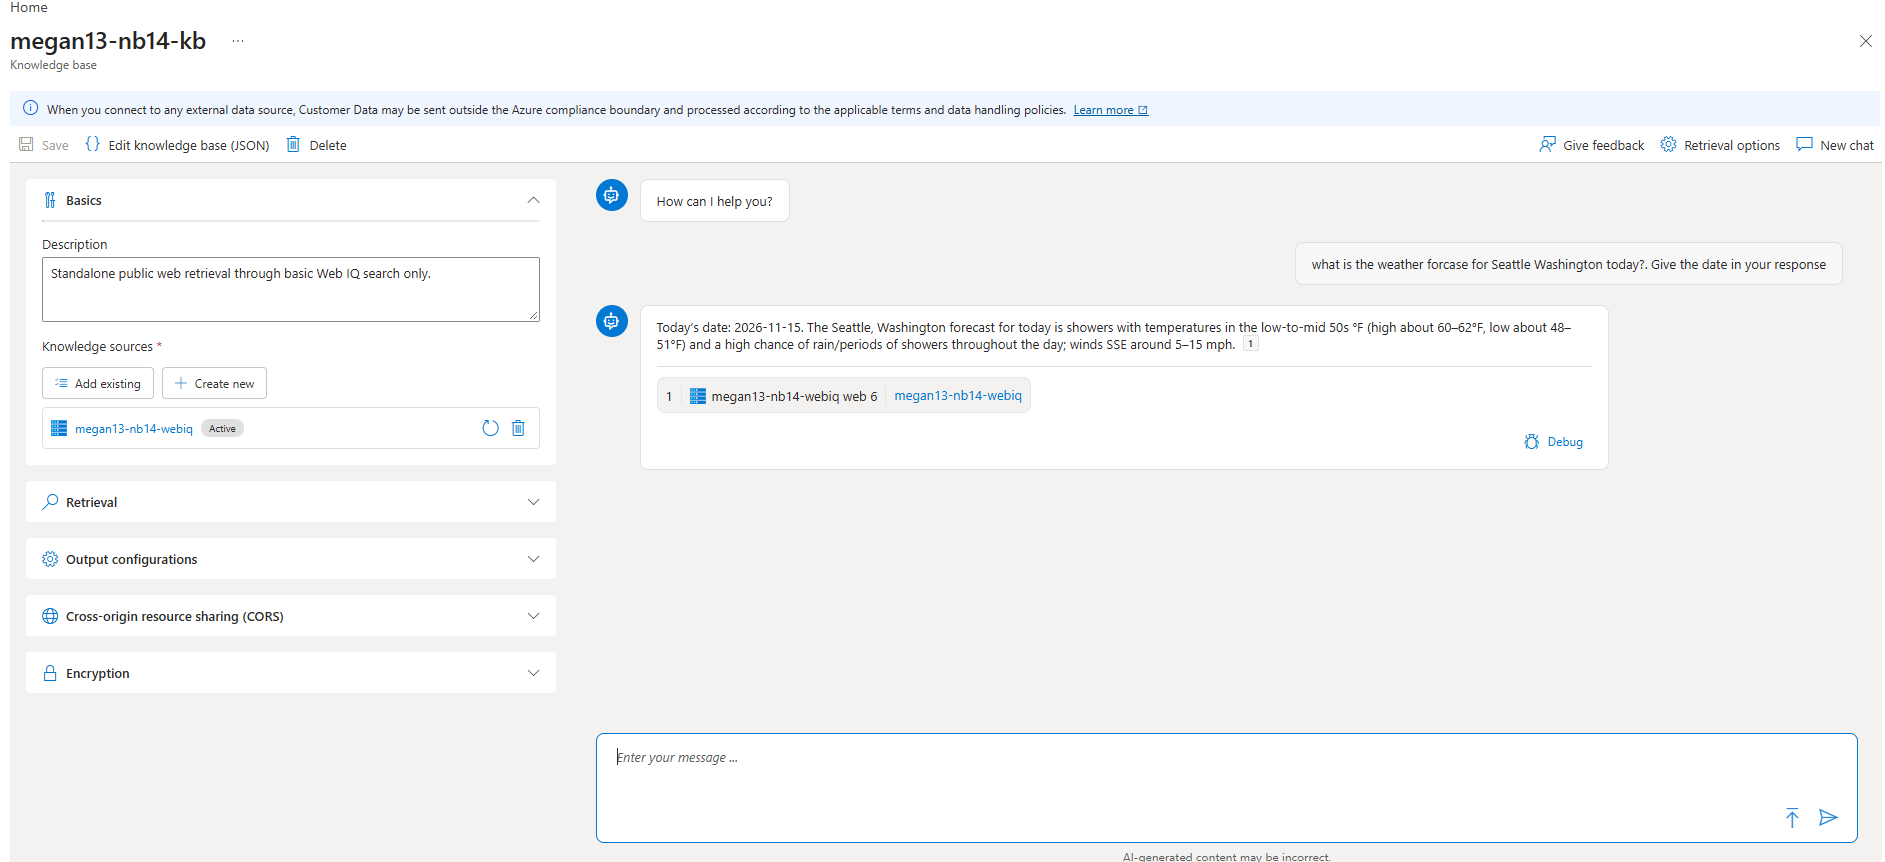 Home
megan13-nb14-kb ...
Knowledge base
When you connect to any external data source, Customer Data may be sent outside the Azure compliance boundary and processed according to the applicable terms and data handling policies. Learn more
Save {} Edit knowledge base (JSON) Delete
Give feedback Retrieval options New chat
Basics
Description
Standalone public web retrieval through basic Web IQ search only.
Knowledge sources *
Add existing
Create new
megan13-nb14-webiq Active
Retrieval
Output configurations
Cross-origin resource sharing (CORS)
Encryption
How can I help you?
what is the weather forcase for Seattle Washington today?. Give the date in your response
Today's date: 2026-11-15. The Seattle, Washington forecast for today is showers with temperatures in the low-to-mid 50s °F (high about 60–62°F, low about 48–
51°F) and a high chance of rain/periods of showers throughout the day; winds SSE around 5–15 mph. 1
1 megan13-nb14-webiq web 6 megan13-nb14-webiq
Debug
Enter your message ...
AI-generated content may be incorrect.